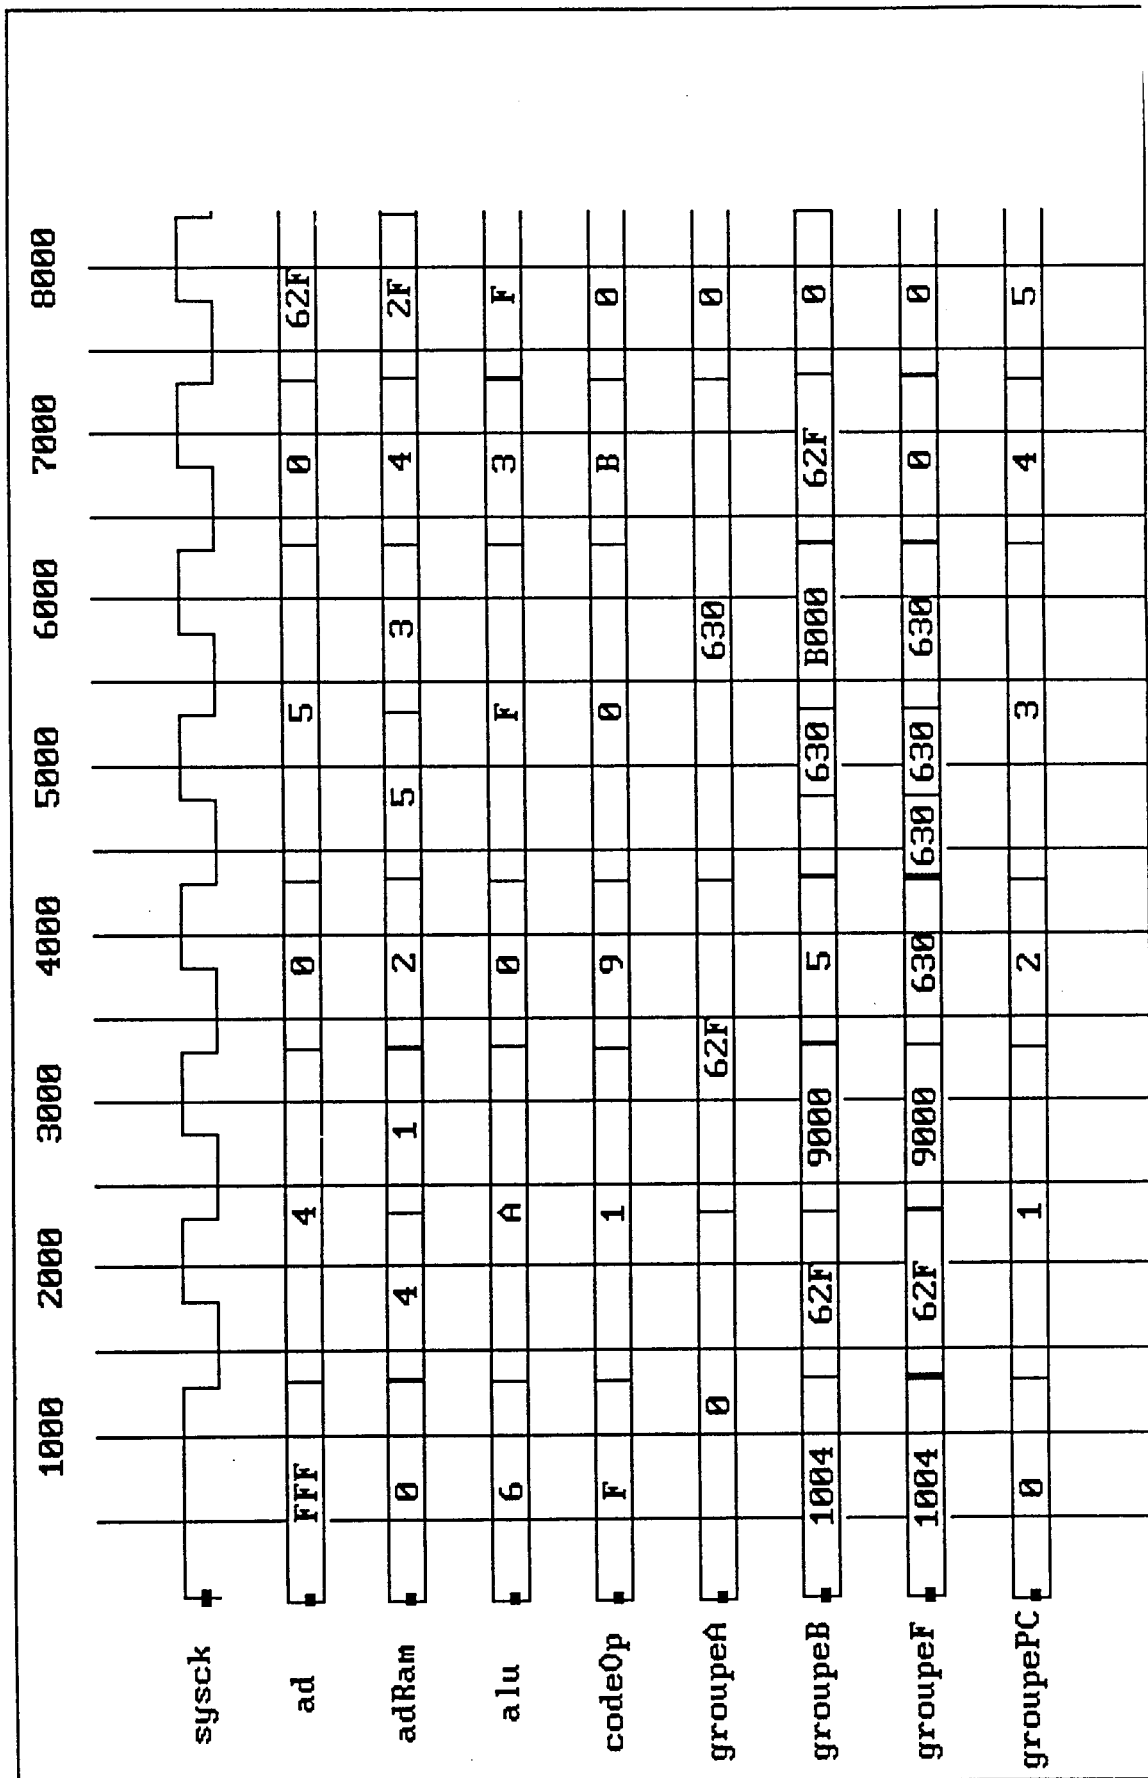 1000 2000 3000 4000 5000 6000 7000 8000
sysck
ad FFF 4 0 5 0 62F
adRam 0 4 1 2 5 3 4 2F
alu 6 A 0 F 3 F
codeOp F 1 9 0 B 0
groupeA 0 62F 630 0
groupeB 1004 62F 9000 5 630 B000 62F 0
groupeF 1004 62F 9000 630 630 630 630 0 0
groupePC 0 1 2 3 4 5